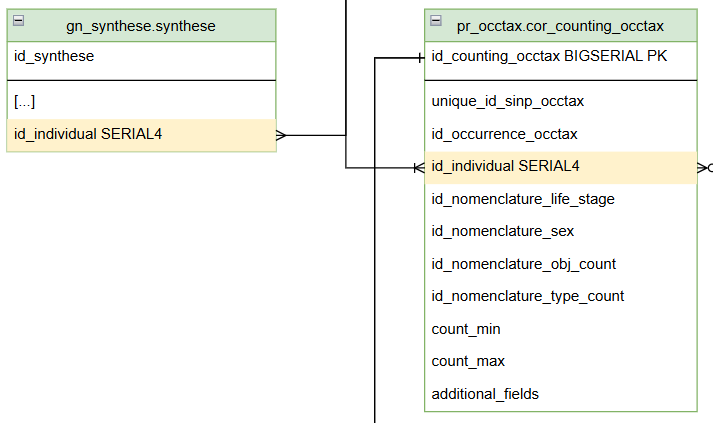 gn_synthese.synthese
id_synthese
[...]
id_individual SERIAL4
pr_occtax.cor_counting_occtax
id_counting_occtax BIGSERIAL PK
unique_id_sinp_occtax
id_occurrence_occtax
id_individual SERIAL4
id_nomenclature_life_stage
id_nomenclature_sex
id_nomenclature_obj_count
id_nomenclature_type_count
count_min
count_max
additional_fields